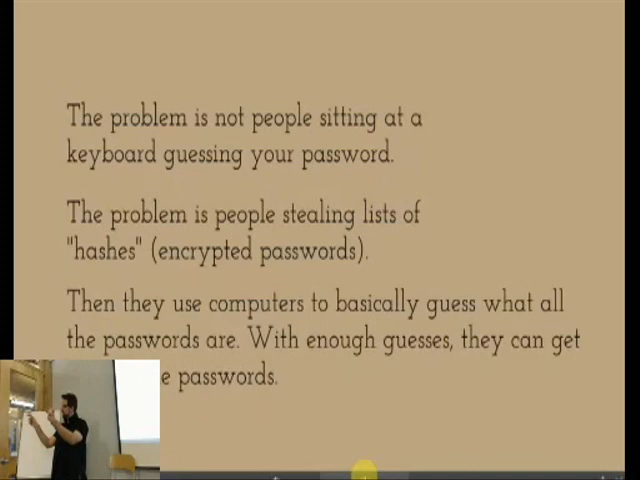 The problem is not people sitting at a
keyboard guessing your password.
The problem is people stealing lists of
"hashes" (encrypted passwords).
Then they use computers to basically guess what all
the passwords are. With enough guesses, they can get
passwords.